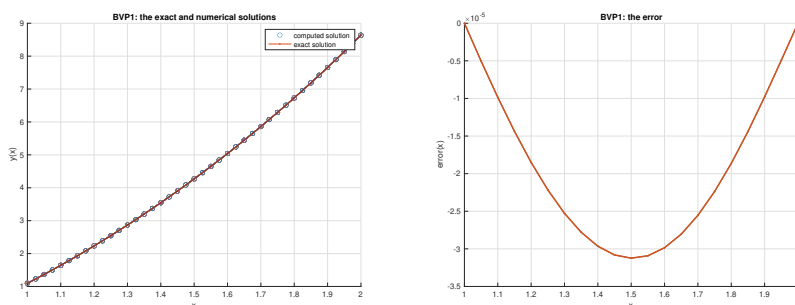 BVP1: the exact and numerical solutions
computed solution
exact solution
y(x)
9
8
7
6
5
4
3
2
1
1 1.1 1.2 1.3 1.4 1.5 1.6 1.7 1.8 1.9 2
BVP1: the error
×10-5
error(x)
0
-0.5
-1
-1.5
-2
-2.5
-3
-3.5
1 1.1 1.2 1.3 1.4 1.5 1.6 1.7 1.8 1.9